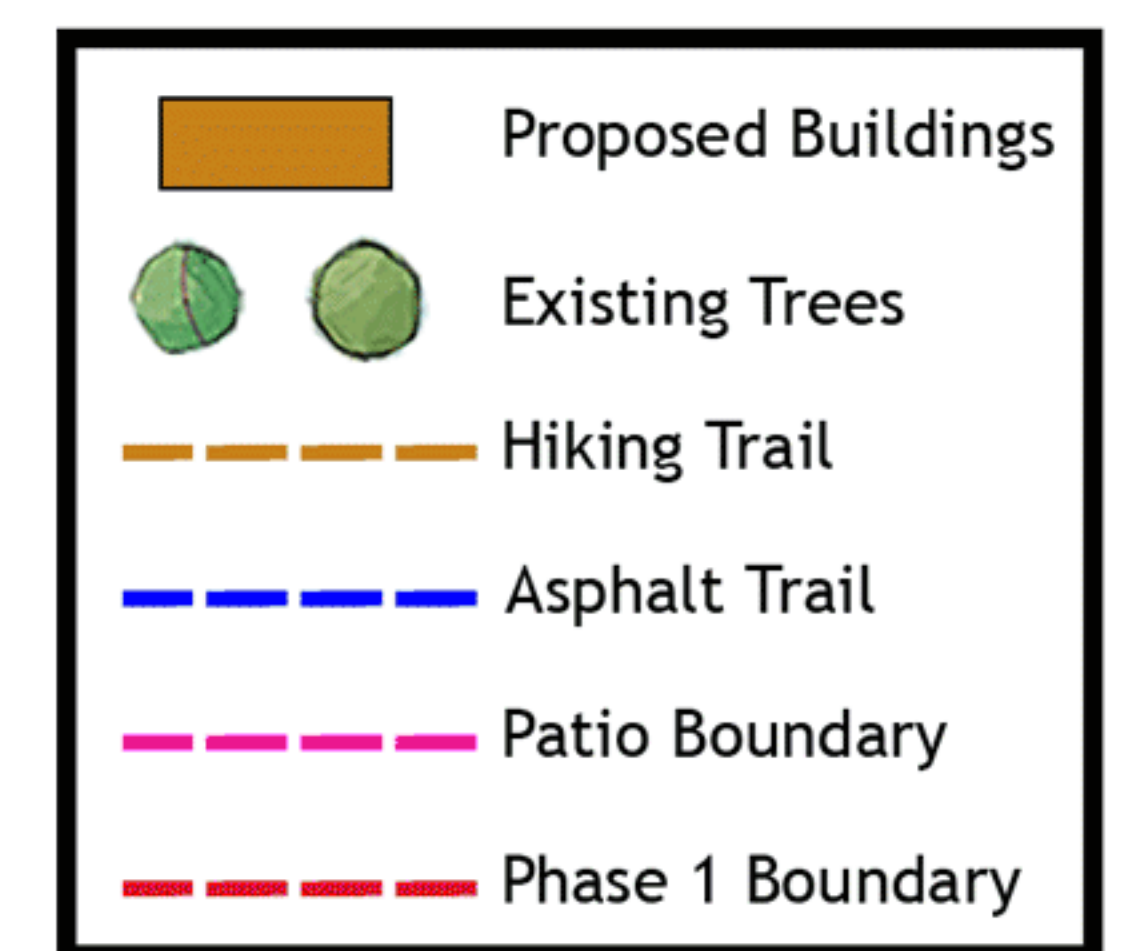 Proposed Buildings
Existing Trees
Hiking Trail
Asphalt Trail
Patio Boundary
Phase 1 Boundary